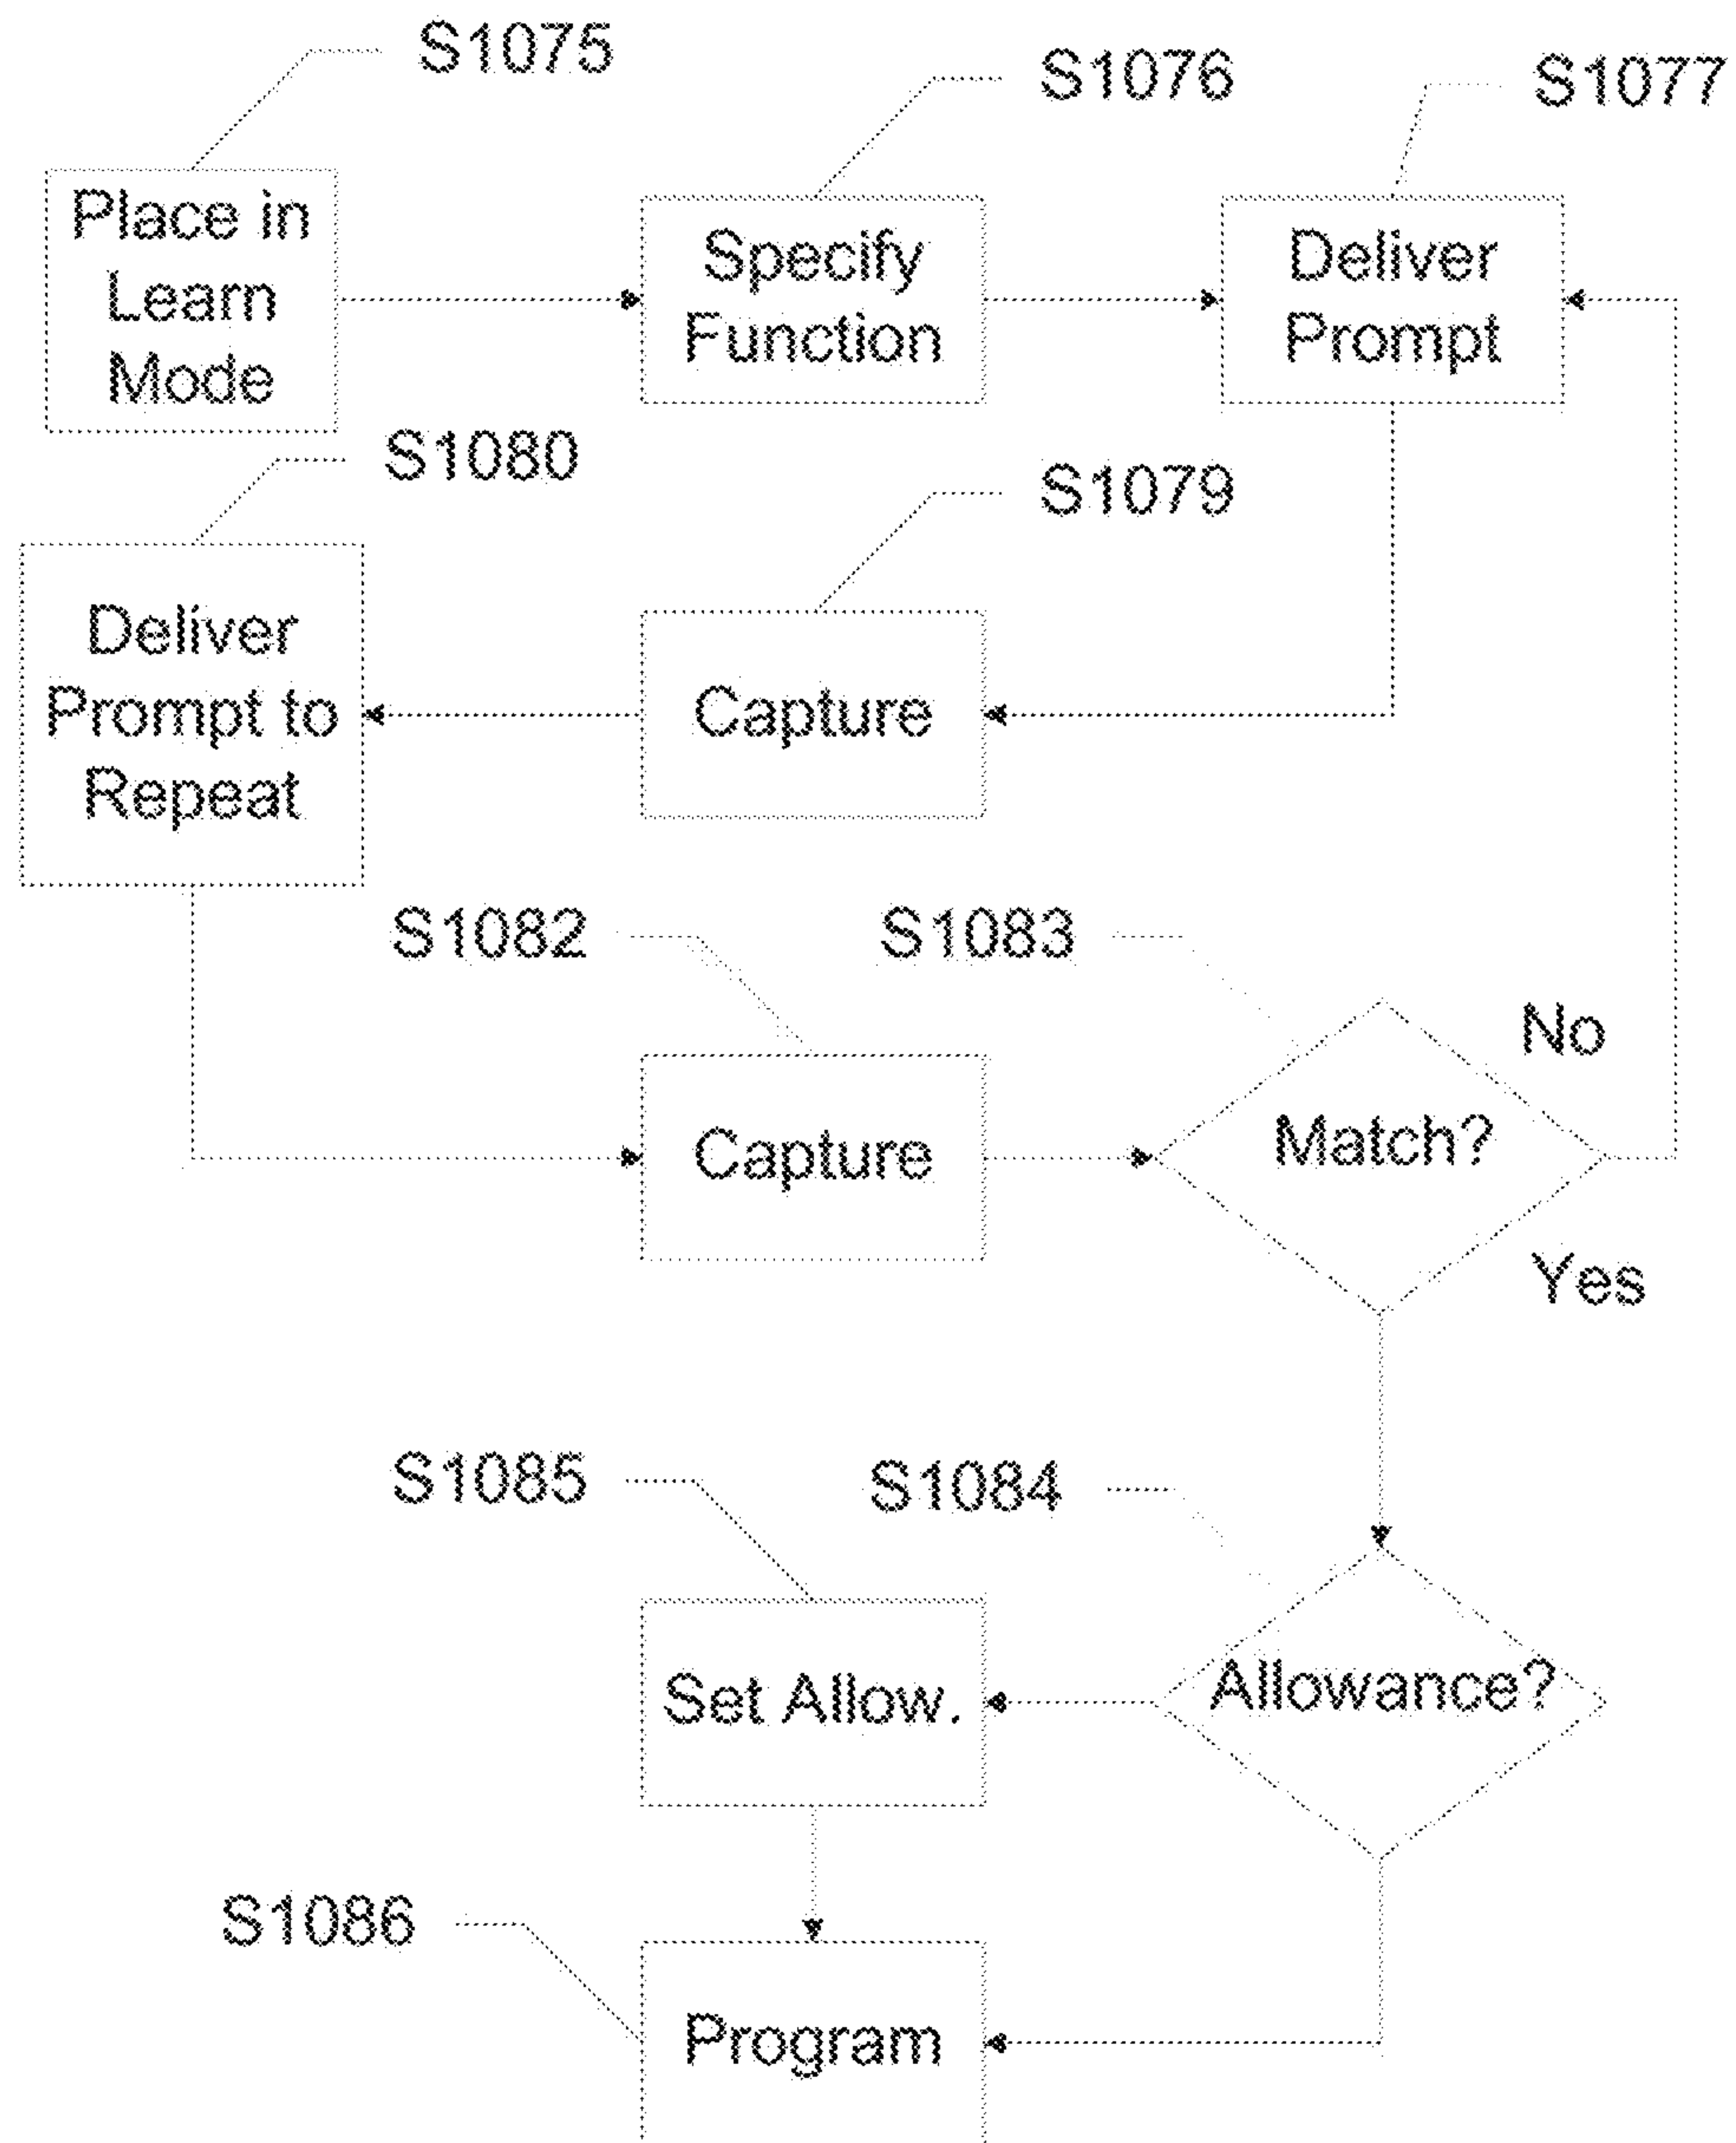 S1075
S1076
S1077
Place in
Learn
Mode
Specify
Function
Deliver
Prompt
S1080
S1079
Deliver
Prompt to
Repeat
Capture
S1082
S1083
No
Capture
Match?
Yes
S1085
S1084
Set Allow.
Allowance?
S1086
Program